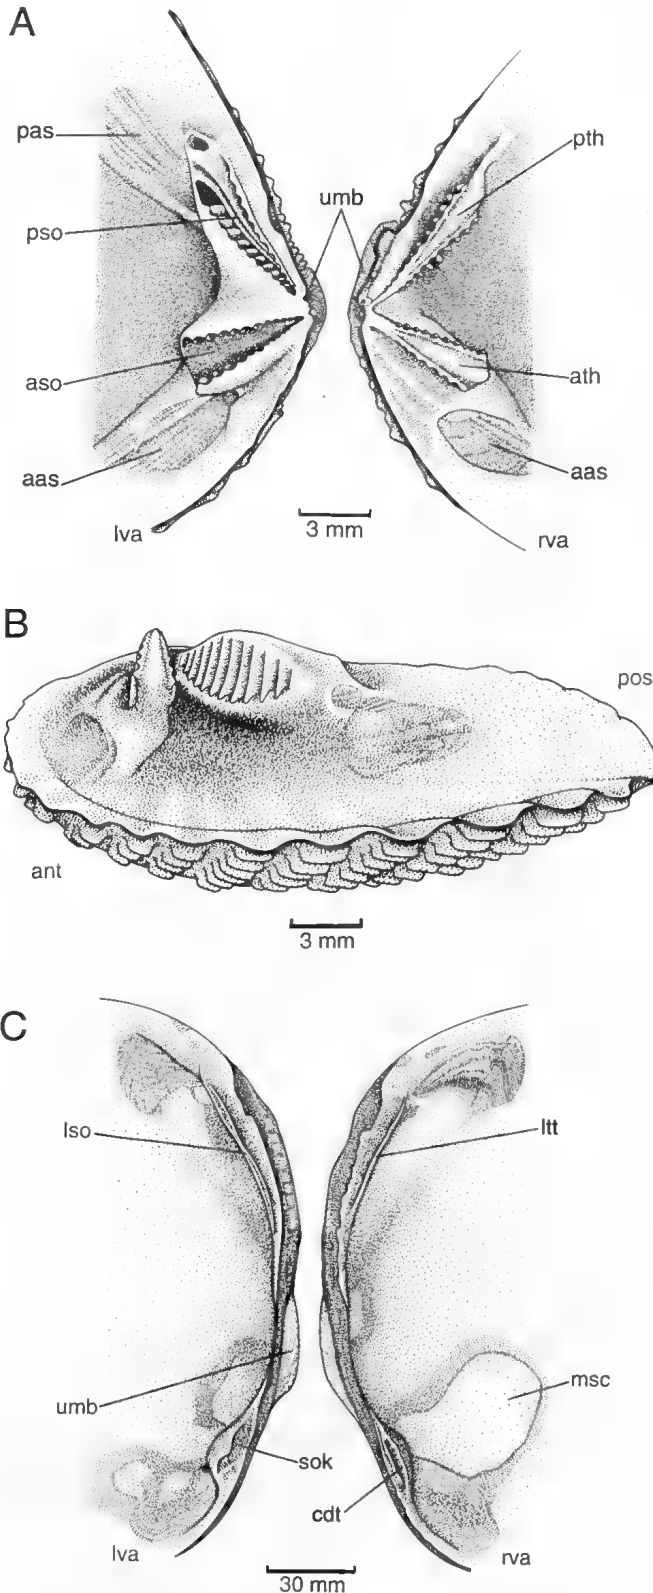 A
pas
pth
umb
pso
aso
ath
aas
aas
lva
3 mm
rva
B
pos
ant
3 mm
C
lso
ltt
umb
msc
sok
cdt
lva
rva
30 mm